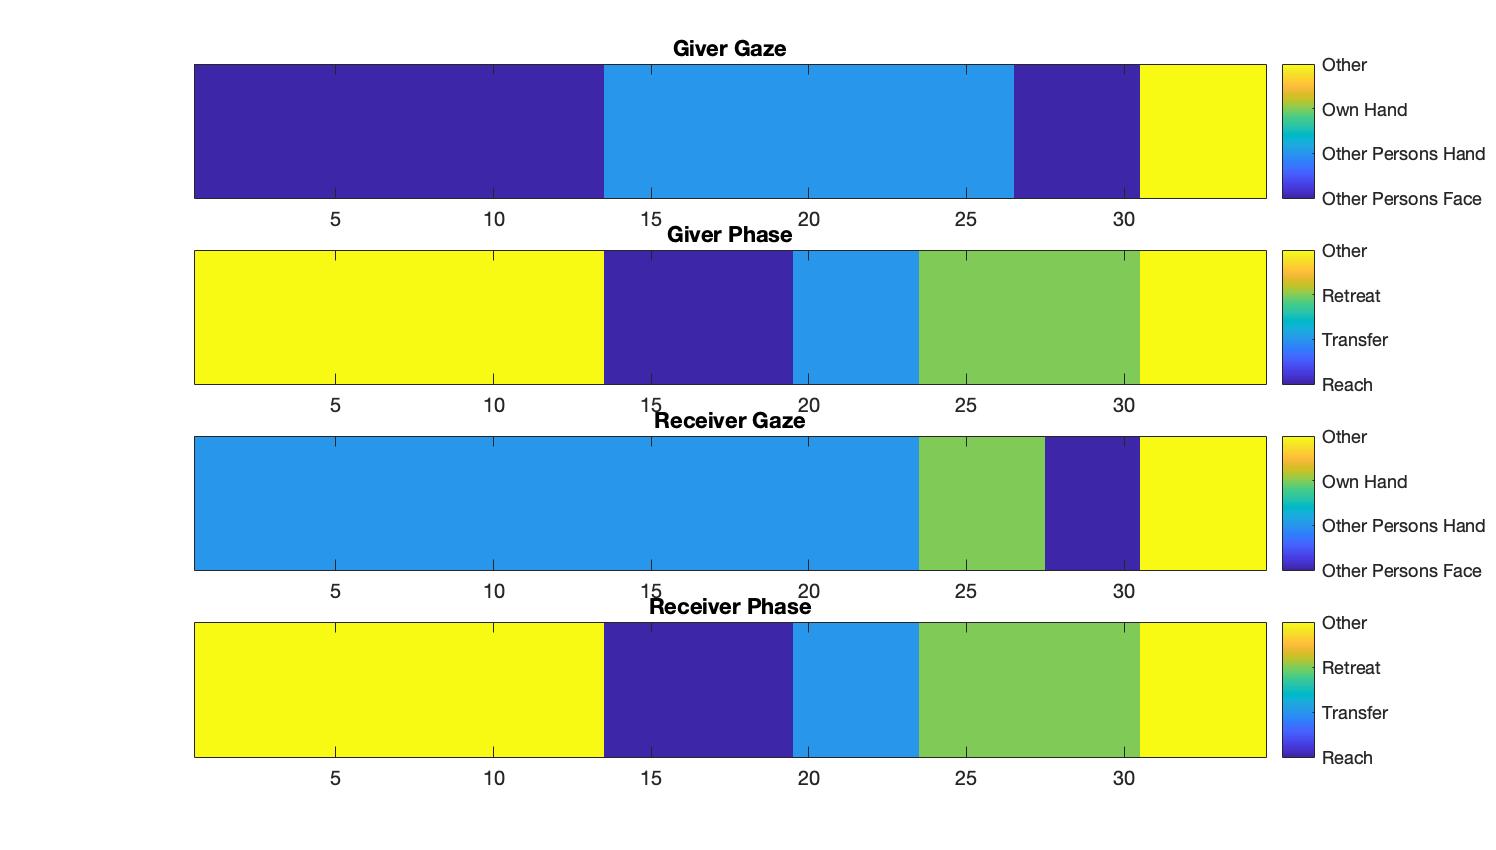 Giver Gaze
Other
Own Hand
Other Persons Hand
Other Persons Face
5 10 15 20 25 30
Giver Phase
Other
Retreat
Transfer
Reach
5 10 15 20 25 30
Receiver Gaze
Other
Own Hand
Other Persons Hand
Other Persons Face
5 10 15 20 25 30
Receiver Phase
Other
Retreat
Transfer
Reach
5 10 15 20 25 30